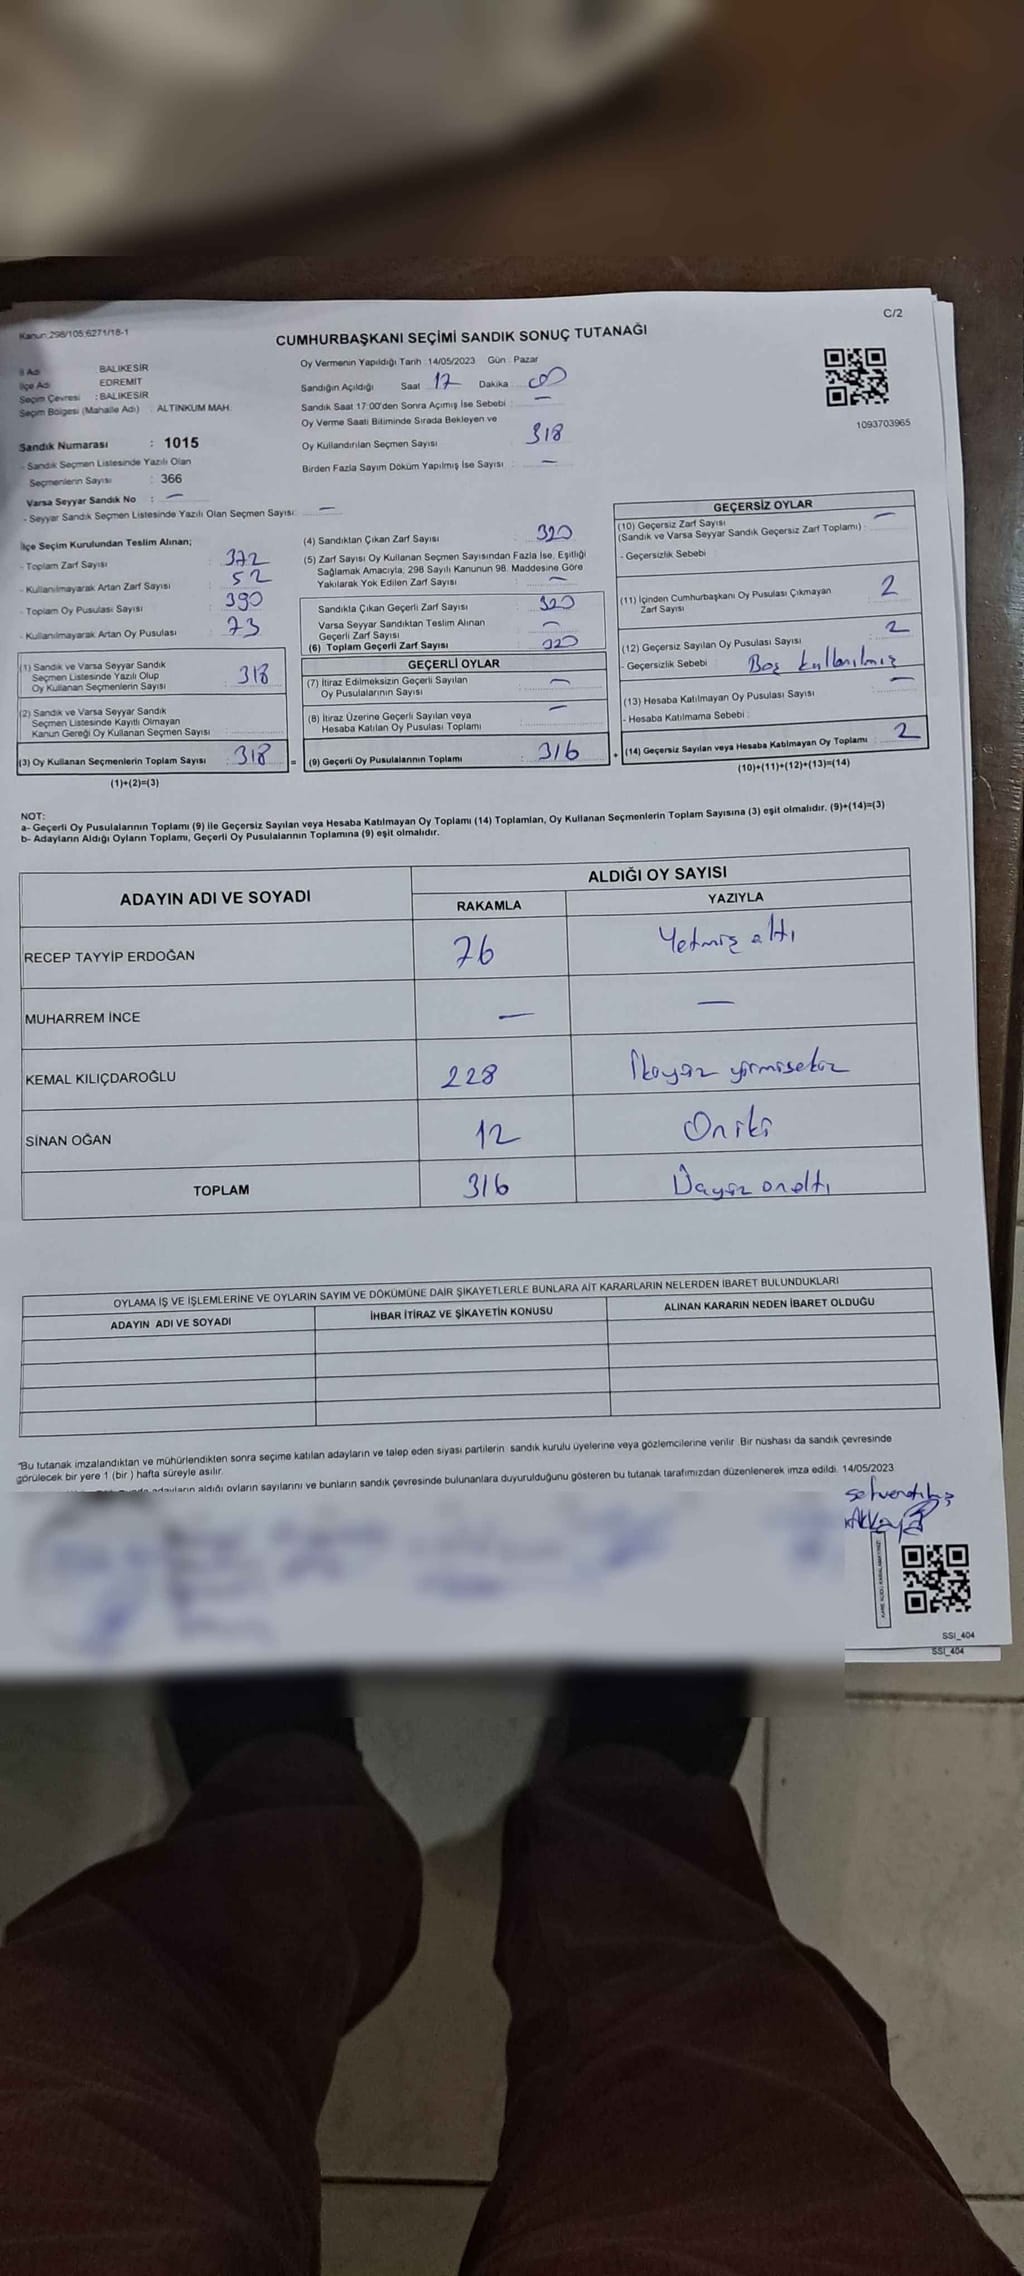 C/2
Kanun:298/105;6271/18-1
CUMHURBAŞKANI SEÇİMİ SANDIK SONUÇ TUTANAĞI
İl Adı BALIKESİR
İlçe Adı EDREMİT
Seçim Çevresi : BALIKESİR
Seçim Bölgesi (Mahalle Adı) : ALTINKUM MAH.
Sandık Numarası : 1015
- Sandık Seçmen Listesinde Yazılı Olan
Seçmenlerin Sayısı : 366
Varsa Seyyar Sandık No : —
- Seyyar Sandık Seçmen Listesinde Yazılı Olan Seçmen Sayısı: —
Oy Vermenin Yapıldığı Tarih :14/05/2023 Gün : Pazar
Sandığın Açıldığı Saat 17 Dakika 00
Sandık Saat 17:00'den Sonra Açımış İse Sebebi : —
Oy Verme Saati Bitiminde Sırada Bekleyen ve
Oy Kullandırılan Seçmen Sayısı 318
Birden Fazla Sayım Döküm Yapılmış İse Sayısı : —
1093703965
İlçe Seçim Kurulundan Teslim Alınan;
- Toplam Zarf Sayısı : 372
- Kullanılmayarak Artan Zarf Sayısı : 52
- Toplam Oy Pusulası Sayısı : 390
- Kullanılmayarak Artan Oy Pusulası : 73
(1) Sandık ve Varsa Seyyar Sandık
Seçmen Listesinde Yazılı Olup
Oy Kullanan Seçmenlerin Sayısı : 318
(2) Sandık ve Varsa Seyyar Sandık
Seçmen Listesinde Kayıtlı Olmayan
Kanun Gereği Oy Kullanan Seçmen Sayısı :
(3) Oy Kullanan Seçmenlerin Toplam Sayısı : 318
(1)+(2)=(3)
(4) Sandıktan Çıkan Zarf Sayısı : 320
(5) Zarf Sayısı Oy Kullanan Seçmen Sayısından Fazla İse, Eşitliği
Sağlamak Amacıyla, 298 Sayılı Kanunun 98. Maddesine Göre
Yakılarak Yok Edilen Zarf Sayısı : —
Sandıkta Çıkan Geçerli Zarf Sayısı : 320
Varsa Seyyar Sandıktan Teslim Alınan
Geçerli Zarf Sayısı : —
(6) Toplam Geçerli Zarf Sayısı : 320
GEÇERLİ OYLAR
(7) İtiraz Edilmeksizin Geçerli Sayılan
Oy Pusulalarının Sayısı : —
(8) İtiraz Üzerine Geçerli Sayılan veya
Hesaba Katılan Oy Pusulası Toplamı : —
= (9) Geçerli Oy Pusulalarının Toplamı : 316
GEÇERSİZ OYLAR
(10) Geçersiz Zarf Sayısı
(Sandık ve Varsa Seyyar Sandık Geçersiz Zarf Toplamı) : —
- Geçersizlik Sebebi :
(11) İçinden Cumhurbaşkanı Oy Pusulası Çıkmayan
Zarf Sayısı : 2
(12) Geçersiz Sayılan Oy Pusulası Sayısı : 2
- Geçersizlik Sebebi : Boş kullanılmış
(13) Hesaba Katılmayan Oy Pusulası Sayısı : —
- Hesaba Katılmama Sebebi :
+ (14) Geçersiz Sayılan veya Hesaba Katılmayan Oy Toplamı : 2
(10)+(11)+(12)+(13)=(14)
NOT:
a- Geçerli Oy Pusulalarının Toplamı (9) ile Geçersiz Sayılan veya Hesaba Katılmayan Oy Toplamı (14) Toplamları, Oy Kullanan Seçmenlerin Toplam Sayısına (3) eşit olmalıdır. (9)+(14)=(3)
b- Adayların Aldığı Oyların Toplamı, Geçerli Oy Pusulalarının Toplamına (9) eşit olmalıdır.
ADAYIN ADI VE SOYADI ALDIĞI OY SAYISI
RAKAMLA YAZIYLA
RECEP TAYYİP ERDOĞAN 76 Yetmiş altı
MUHARREM İNCE — —
KEMAL KILIÇDAROĞLU 228 İkiyüz yirmisekiz
SİNAN OĞAN 12 Oniki
TOPLAM 316 Üçyüz onaltı
OYLAMA İŞ VE İŞLEMLERİNE VE OYLARIN SAYIM VE DÖKÜMÜNE DAİR ŞİKAYETLERLE BUNLARA AİT KARARLARIN NELERDEN İBARET BULUNDUKLARI
ADAYIN ADI VE SOYADI İHBAR İTİRAZ VE ŞİKAYETİN KONUSU ALINAN KARARIN NEDEN İBARET OLDUĞU
"Bu tutanak imzalandıktan ve mühürlendikten sonra seçime katılan adayların ve talep eden siyasi partilerin sandık kurulu üyelerine veya gözlemcilerine verilir. Bir nüshası da sandık çevresinde
görülecek bir yere 1 (bir ) hafta süreyle asılır.
adayların aldığı oyların sayılarını ve bunların sandık çevresinde bulunanlara duyurulduğunu gösteren bu tutanak tarafımızdan düzenlenerek imza edildi. 14/05/2023
Akkaya
SSİ_404
SSİ_404